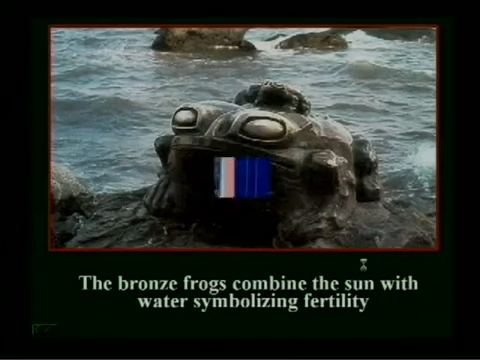 The bronze frogs combine the sun with
water symbolizing fertility